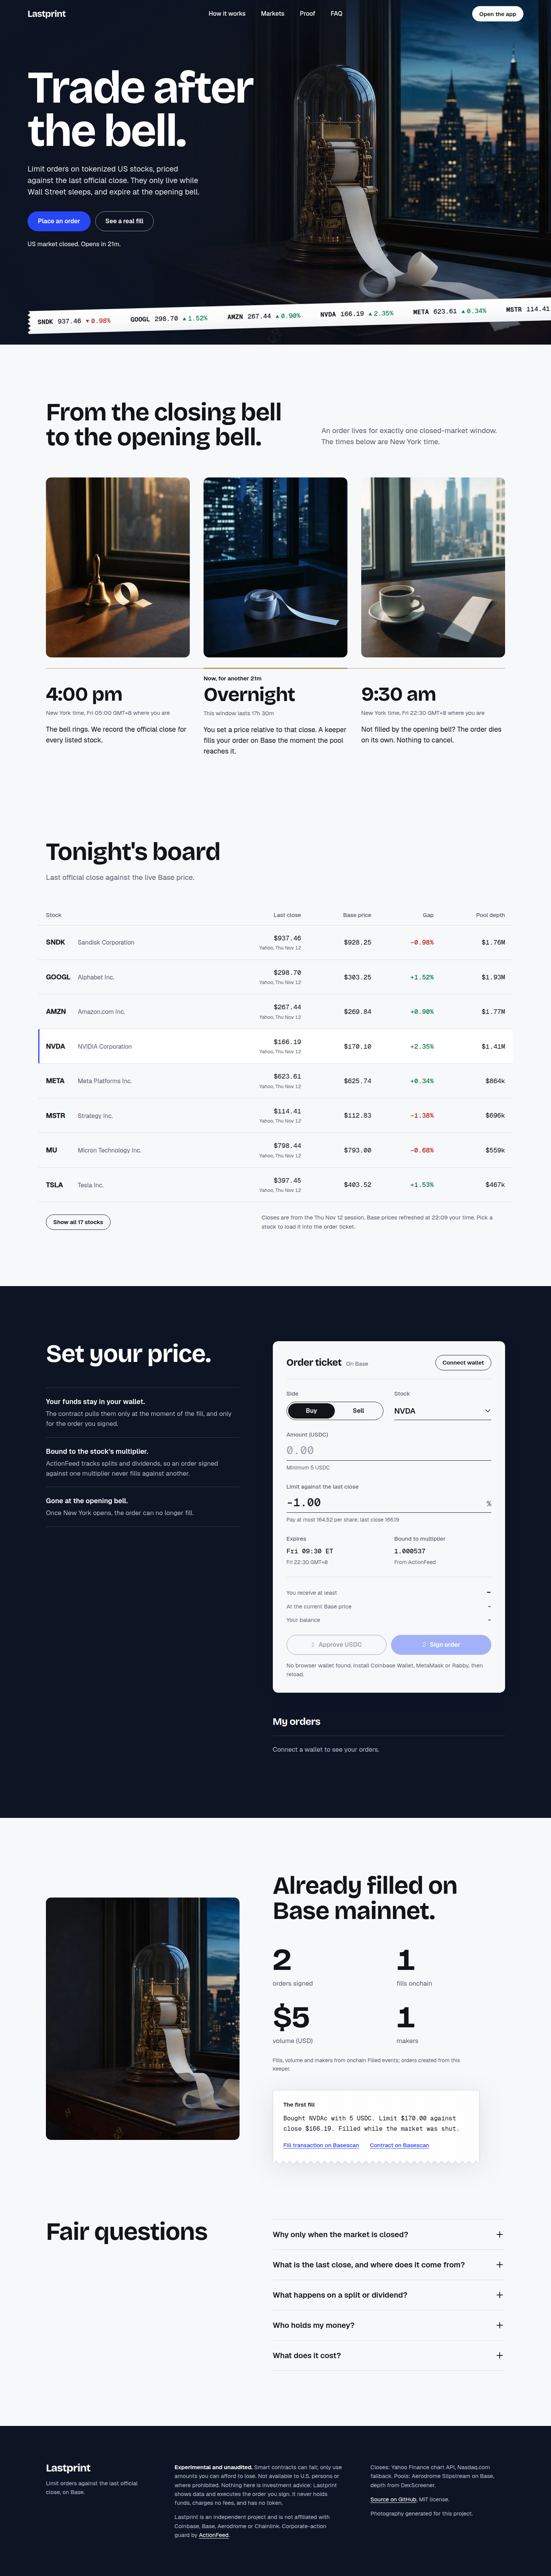 Lastprint
How it works
Markets
Proof
FAQ
Open the app
Trade after
the bell.
Limit orders on tokenized US stocks, priced
against the last official close. They only live while
Wall Street sleeps, and expire at the opening bell.
Place an order
See a real fill
US market closed. Opens in 21m.
SNDK 937.46 ▼0.98% GOOGL 298.70 ▲1.52% AMZN 267.44 ▲0.90% NVDA 166.19 ▲2.35% META 623.61 ▲0.34% MSTR 114.41
From the closing bell
to the opening bell.
An order lives for exactly one closed-market window.
The times below are New York time.
4:00 pm
New York time, Fri 05:00 GMT+8 where you are
The bell rings. We record the official close for
every listed stock.
Now, for another 21m
Overnight
This window lasts 17h 30m
You set a price relative to that close. A keeper
fills your order on Base the moment the pool
reaches it.
9:30 am
New York time, Fri 22:30 GMT+8 where you are
Not filled by the opening bell? The order dies
on its own. Nothing to cancel.
Tonight's board
Last official close against the live Base price.
Stock Last close Base price Gap Pool depth
SNDK Sandisk Corporation $937.46 $928.25 −0.98% $1.76M
Yahoo, Thu Nov 12
GOOGL Alphabet Inc. $298.70 $303.25 +1.52% $1.93M
Yahoo, Thu Nov 12
AMZN Amazon.com Inc. $267.44 $269.84 +0.90% $1.77M
Yahoo, Thu Nov 12
NVDA NVIDIA Corporation $166.19 $170.10 +2.35% $1.41M
Yahoo, Thu Nov 12
META Meta Platforms Inc. $623.61 $625.74 +0.34% $864k
Yahoo, Thu Nov 12
MSTR Strategy Inc. $114.41 $112.83 −1.38% $696k
Yahoo, Thu Nov 12
MU Micron Technology Inc. $798.44 $793.00 −0.68% $559k
Yahoo, Thu Nov 12
TSLA Tesla Inc. $397.45 $403.52 +1.53% $467k
Yahoo, Thu Nov 12
Show all 17 stocks
Closes are from the Thu Nov 12 session. Base prices refreshed at 22:09 your time. Pick a
stock to load it into the order ticket.
Set your price.
Your funds stay in your wallet.
The contract pulls them only at the moment of the fill, and only
for the order you signed.
Bound to the stock's multiplier.
ActionFeed tracks splits and dividends, so an order signed
against one multiplier never fills against another.
Gone at the opening bell.
Once New York opens, the order can no longer fill.
Order ticket On Base
Connect wallet
Side
Buy Sell
Stock
NVDA
Amount (USDC)
0.00
Minimum 5 USDC
Limit against the last close
-1.00 %
Pay at most 164.52 per share; last close 166.19
Expires
Fri 09:30 ET
Fri 22:30 GMT+8
Bound to multiplier
1.000537
From ActionFeed
You receive at least –
At the current Base price –
Your balance –
1 Approve USDC
2 Sign order
No browser wallet found. Install Coinbase Wallet, MetaMask or Rabby, then
reload.
My orders
Connect a wallet to see your orders.
Already filled on
Base mainnet.
2
orders signed
1
fills onchain
$5
volume (USD)
1
makers
Fills, volume and makers from onchain Filled events; orders created from this
keeper.
The first fill
Bought NVDAc with 5 USDC. Limit $170.00 against
close $166.19. Filled while the market was shut.
Fill transaction on Basescan
Contract on Basescan
Fair questions
Why only when the market is closed?
What is the last close, and where does it come from?
What happens on a split or dividend?
Who holds my money?
What does it cost?
Lastprint
Limit orders against the last official
close, on Base.
Experimental and unaudited. Smart contracts can fail; only use
amounts you can afford to lose. Not available to U.S. persons or
where prohibited. Nothing here is investment advice: Lastprint
shows data and executes the order you sign. It never holds
funds, charges no fees, and has no token.
Lastprint is an independent project and is not affiliated with
Coinbase, Base, Aerodrome or Chainlink. Corporate-action
guard by ActionFeed.
Closes: Yahoo Finance chart API, Nasdaq.com
fallback. Pools: Aerodrome Slipstream on Base,
depth from DexScreener.
Source on GitHub. MIT license.
Photography generated for this project.